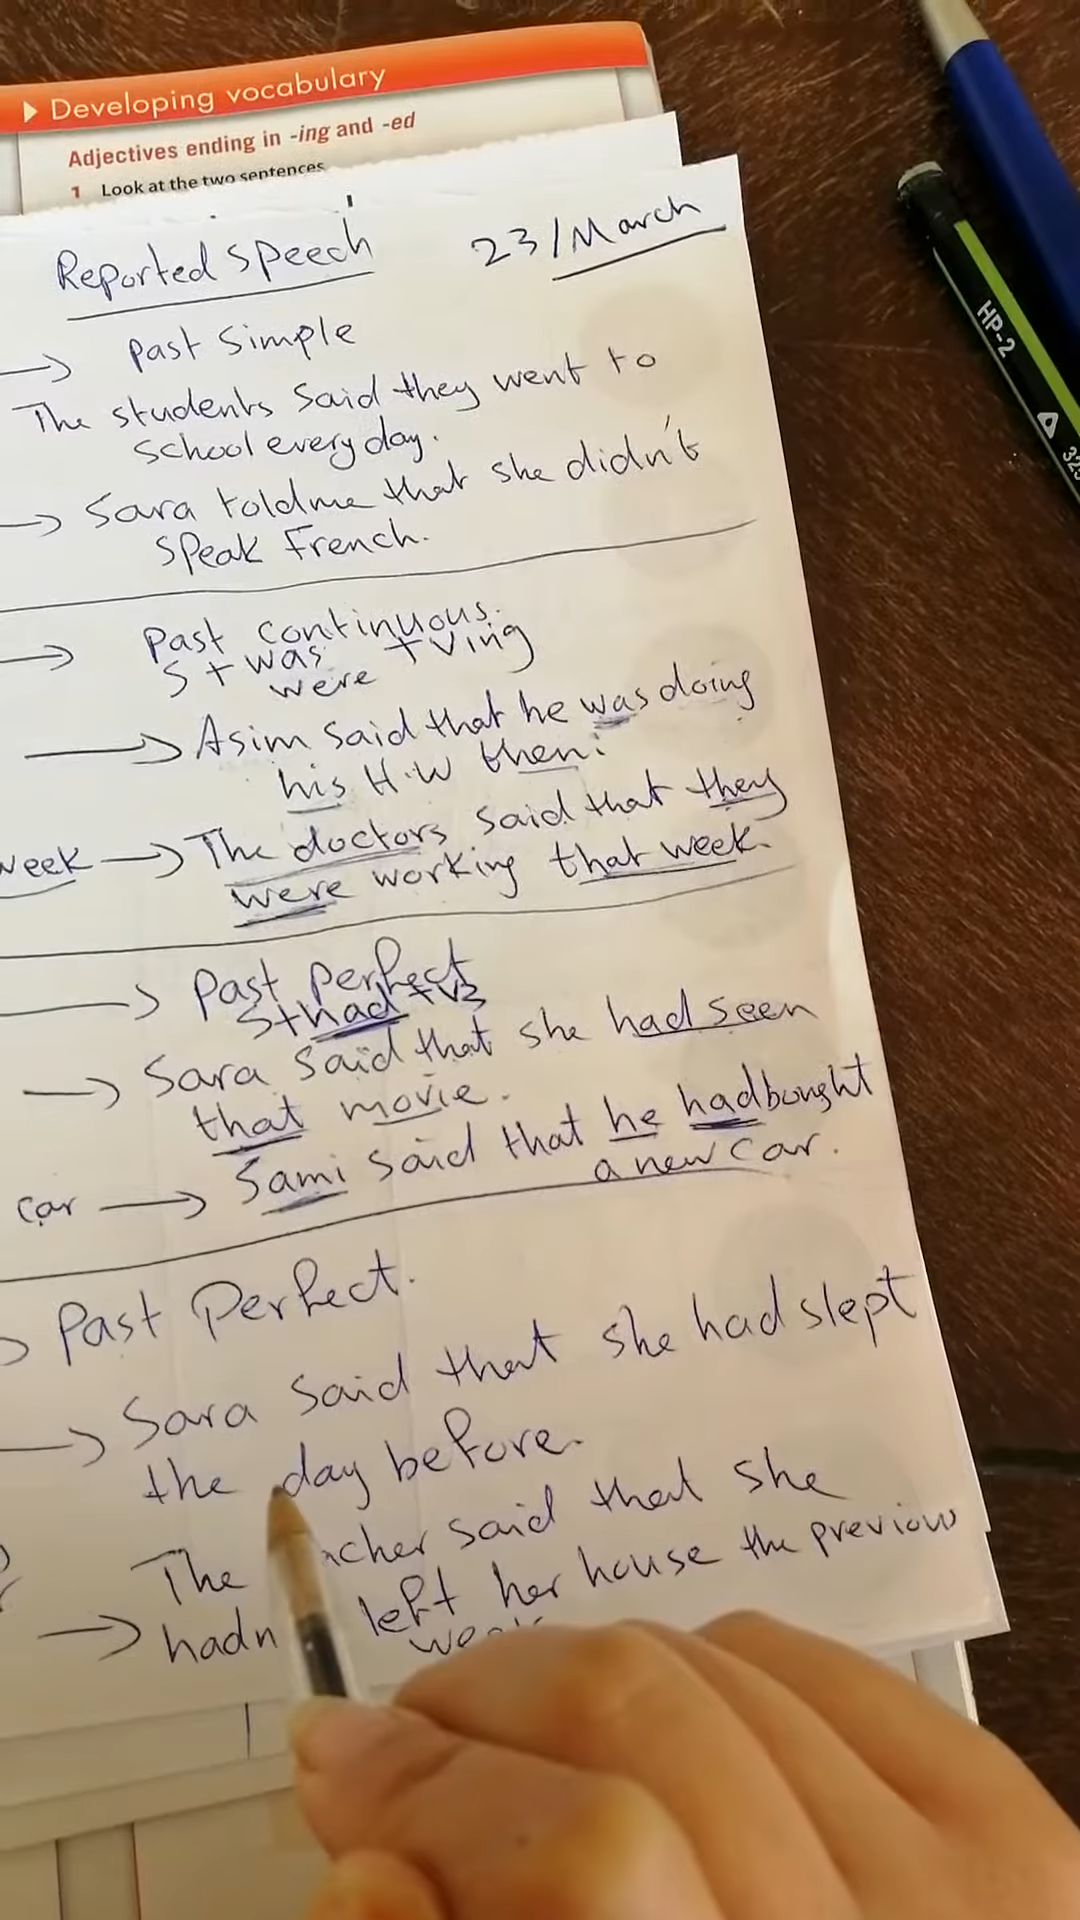 Developing vocabulary
Adjectives ending in -ing and -ed
1 Look at the two sentences
Reported Speech
23/March
→ Past Simple
The students said they went to
school every day.
→ Sara told me that she didn't
speak French.
→ Past continuous.
S + was + Ving
were
→ Asim said that he was doing
his H.W then.
week → The doctors said that they
were working that week.
→ Past perfect
S+had+V3
→ Sara said that she had seen
that movie.
car → Sami said that he had bought
a new car.
Past Perfect.
→ Sara said that she had slept
the day before.
The said that she
→ hadn left her house the previous
HP-2